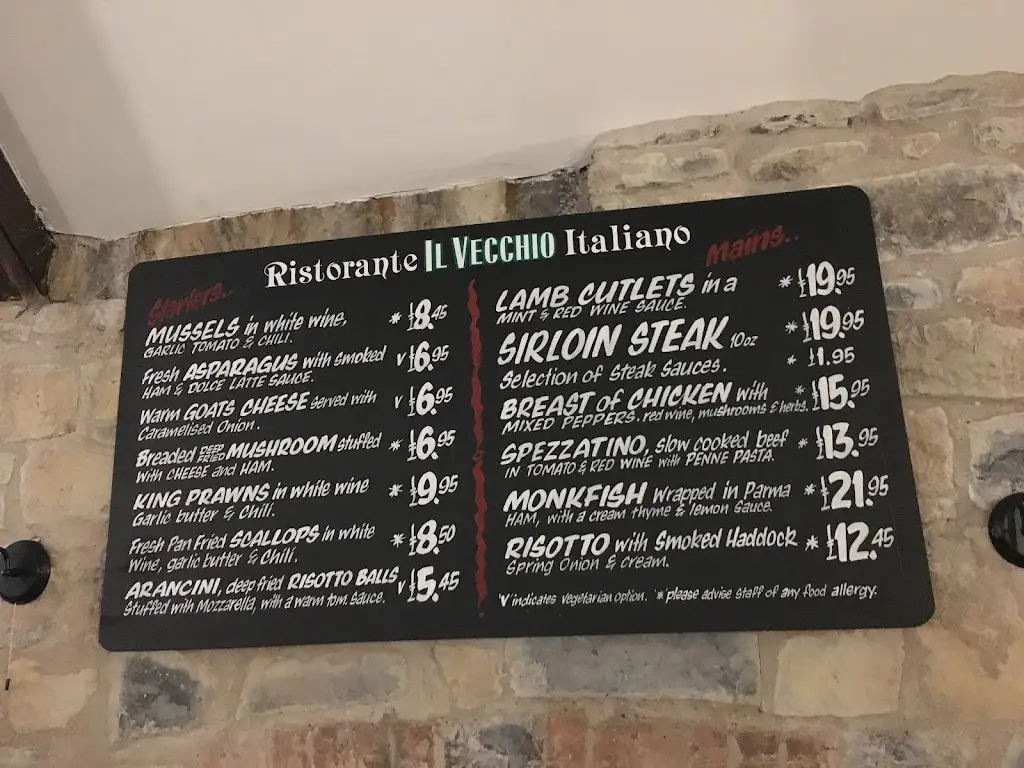 Ristorante IL VECCHIO Italiano
Starters..
MUSSELS in white wine, * £8.45
GARLIC TOMATO & CHILI.
Fresh ASPARAGUS with smoked v £6.95
HAM & DOLCE LATTE SAUCE.
Warm GOATS CHEESE served with v £6.95
Caramelised Onion.
Breaded DEEP FRIED MUSHROOM stuffed * £6.95
with CHEESE and HAM.
KING PRAWNS in white wine * £9.95
Garlic butter & Chili.
Fresh Pan Fried SCALLOPS in white * £8.50
Wine, garlic butter & Chili.
ARANCINI, deep fried RISOTTO BALLS v £5.45
Stuffed with Mozzarella, with a warm tom. Sauce.
Mains..
LAMB CUTLETS in a * £19.95
MINT & RED WINE SAUCE.
SIRLOIN STEAK 10oz * £19.95
Selection of Steak Sauces. * £1.95
BREAST of CHICKEN with * £15.95
MIXED PEPPERS. red wine, mushrooms & herbs.
SPEZZATINO, slow cooked beef * £13.95
IN TOMATO & RED WINE with PENNE PASTA.
MONKFISH wrapped in Parma * £21.95
HAM, with a cream thyme & lemon Sauce.
RISOTTO with Smoked Haddock * £12.45
Spring Onion & cream.
'V' indicates Vegetarian option. '* please advise staff of any food allergy.